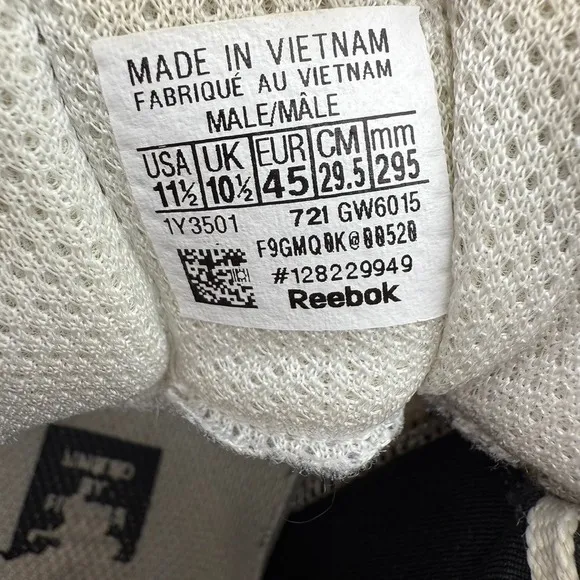 MADE IN VIETNAM
FABRIQUÉ AU VIETNAM
MALE/MÂLE
USA UK EUR CM mm
11½ 10½ 45 29.5 295
1Y3501 721 GW6015
F9GMQ0K@00520
#128229949
Reebok